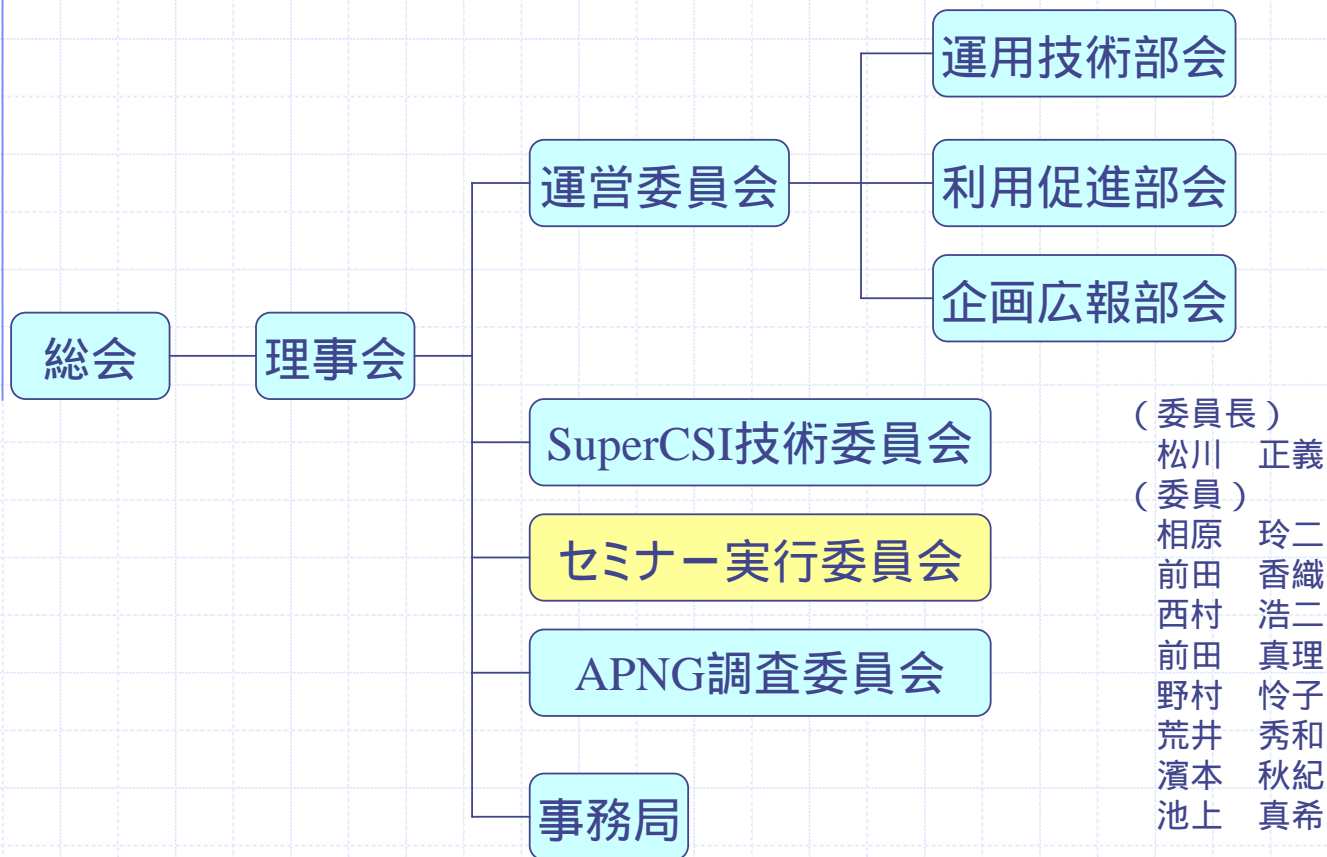 運用技術部会
運営委員会
利用促進部会
企画広報部会
総会
理事会
SuperCSI技術委員会
セミナー実行委員会
APNG調査委員会
事務局
（委員長）
松川　正義
（委員）
相原　玲二
前田　香織
西村　浩二
前田　真理
野村　怜子
荒井　秀和
濱本　秋紀
池上　真希